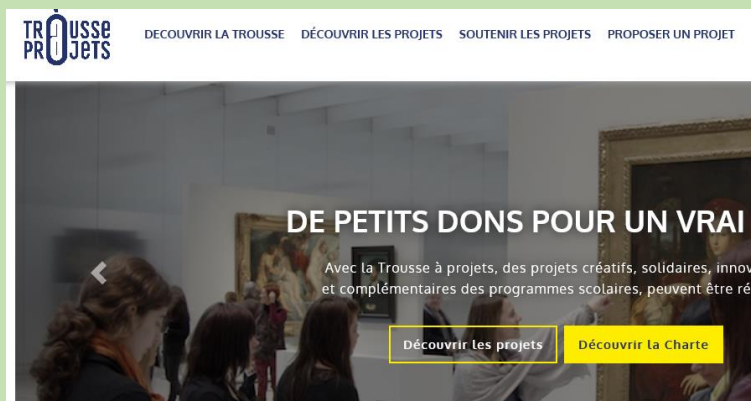 TROUSSE
À PROJETS
DECOUVRIR LA TROUSSE DÉCOUVRIR LES PROJETS SOUTENIR LES PROJETS PROPOSER UN PROJET
DE PETITS DONS POUR UN VRAI
Avec la Trousse à projets, des projets créatifs, solidaires,
et complémentaires des programmes scolaires, peuvent être
Découvrir les projets Découvrir la Charte